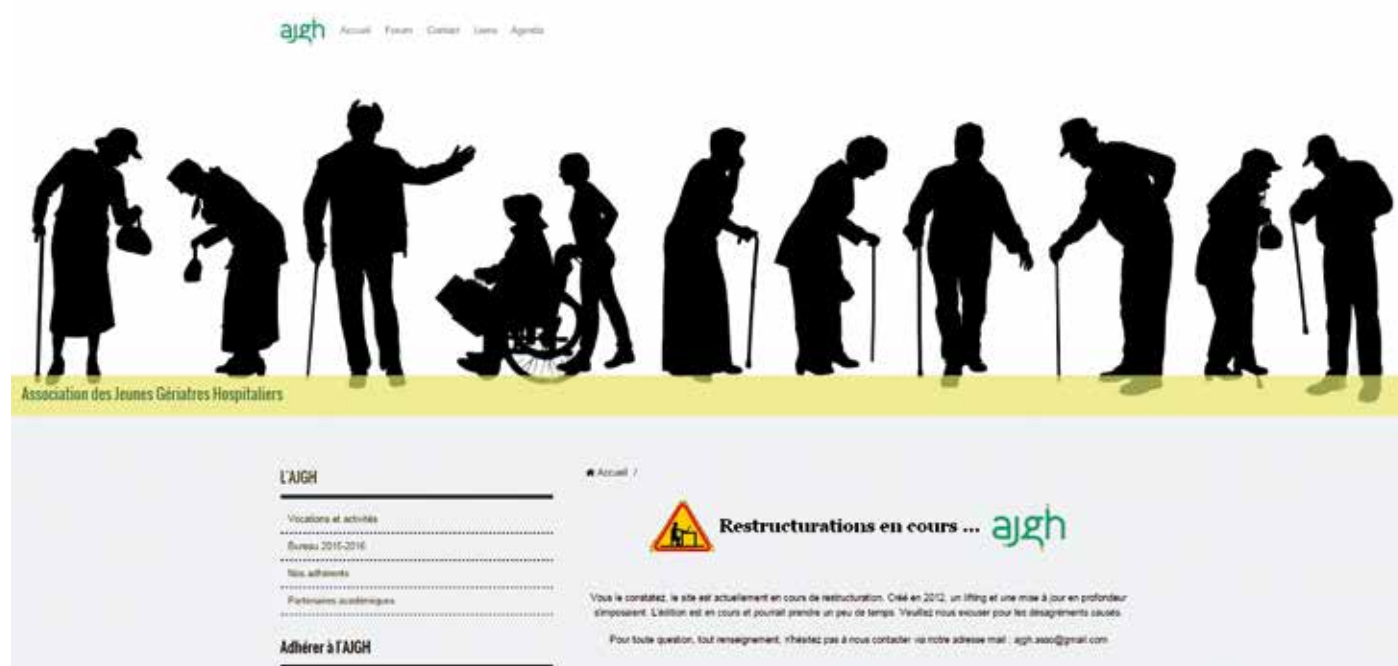 ajgh Accueil Forum Contact Liens Agenda
Association des Jeunes Gériatres Hospitaliers
L'AJGH
Vocations et activités
Bureau 2015-2016
Nos adhérents
Partenaires académiques
Adhérer à l'AJGH
Accueil /
Restructurations en cours ... ajgh
Vous le constatez, le site est actuellement en cours de restructuration. Créé en 2012, un lifting et une mise à jour en profondeur
s'imposaient. L'édition est en cours et pourrait prendre un peu de temps. Veuillez nous excuser pour les désagréments causés.
Pour toute question, tout renseignement, n'hésitez pas à nous contacter via notre adresse mail : ajgh.asso@gmail.com